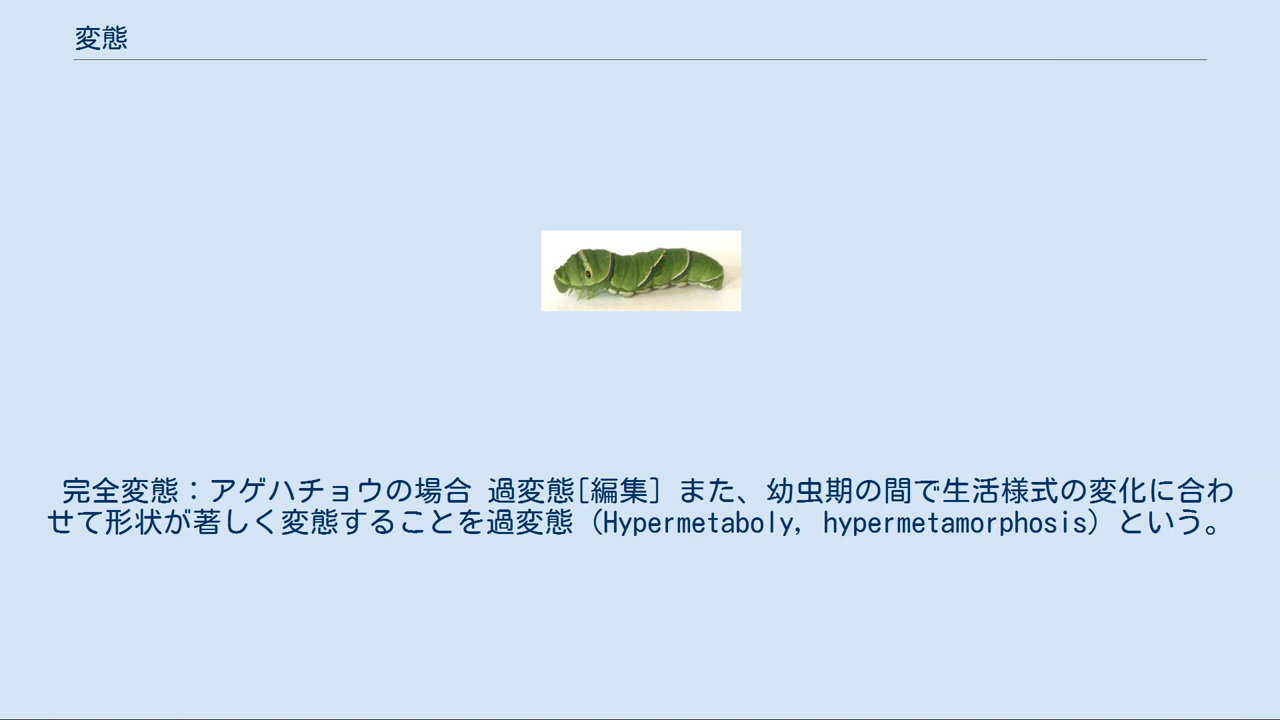 変態
完全変態：アゲハチョウの場合 過変態[編集] また、幼虫期の間で生活様式の変化に合わ
せて形状が著しく変態することを過変態（Hypermetaboly, hypermetamorphosis）という。